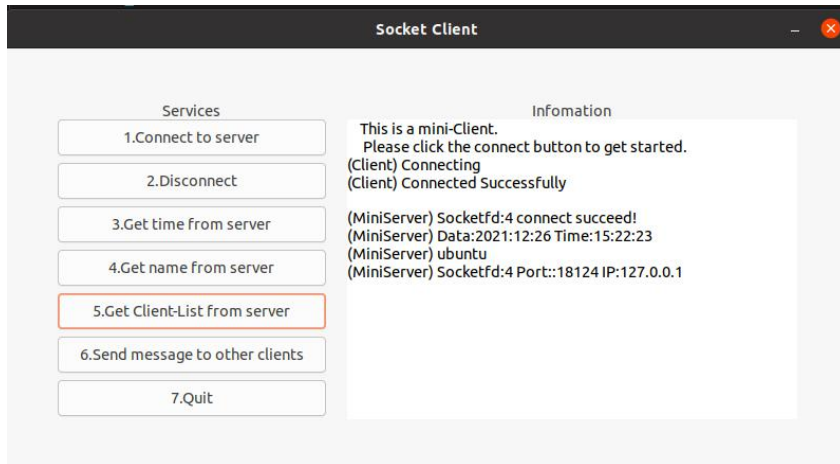 Socket Client
Services
1.Connect to server
2.Disconnect
3.Get time from server
4.Get name from server
5.Get Client-List from server
6.Send message to other clients
7.Quit
Infomation
This is a mini-Client.
Please click the connect button to get started.
(Client) Connecting
(Client) Connected Successfully
(MiniServer) Socketfd:4 connect succeed!
(MiniServer) Data:2021:12:26 Time:15:22:23
(MiniServer) ubuntu
(MiniServer) Socketfd:4 Port::18124 IP:127.0.0.1